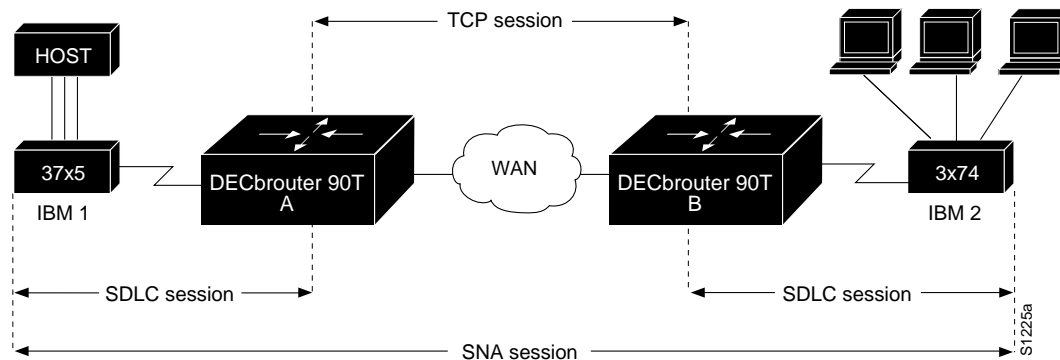 TCP session
HOST
37x5
IBM 1
DECbrouter 90T
A
WAN
DECbrouter 90T
B
3x74
IBM 2
SDLC session
SDLC session
SNA session
S1225a